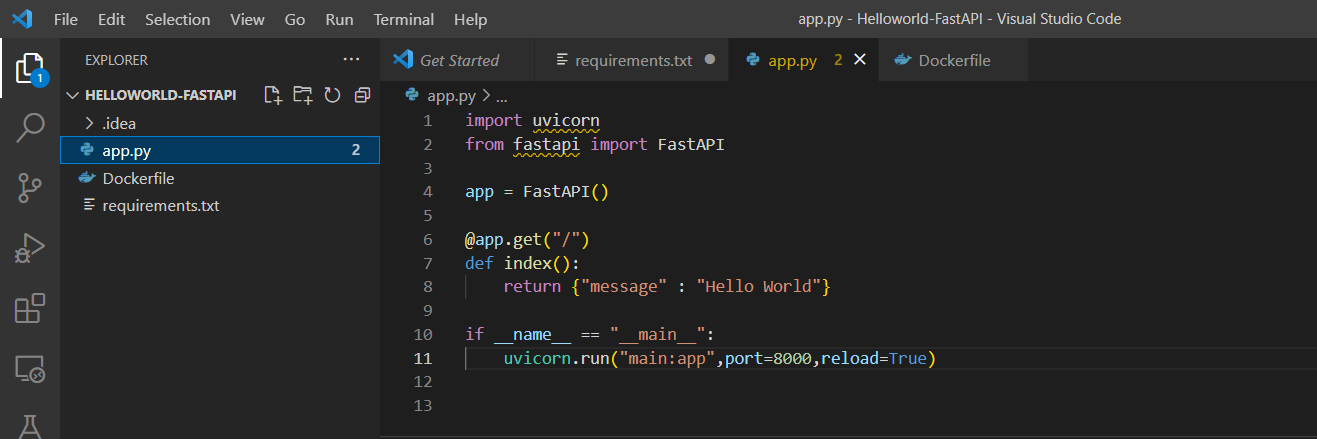 File Edit Selection View Go Run Terminal Help app.py - Helloworld-FastAPI - Visual Studio Code
EXPLORER ...
1
HELLOWORLD-FASTAPI
.idea
app.py 2
Dockerfile
requirements.txt
Get Started requirements.txt app.py 2 Dockerfile
app.py > ...
1 import uvicorn
2 from fastapi import FastAPI
3
4 app = FastAPI()
5
6 @app.get("/")
7 def index():
8     return {"message" : "Hello World"}
9
10 if __name__ == "__main__":
11     uvicorn.run("main:app",port=8000,reload=True)
12
13